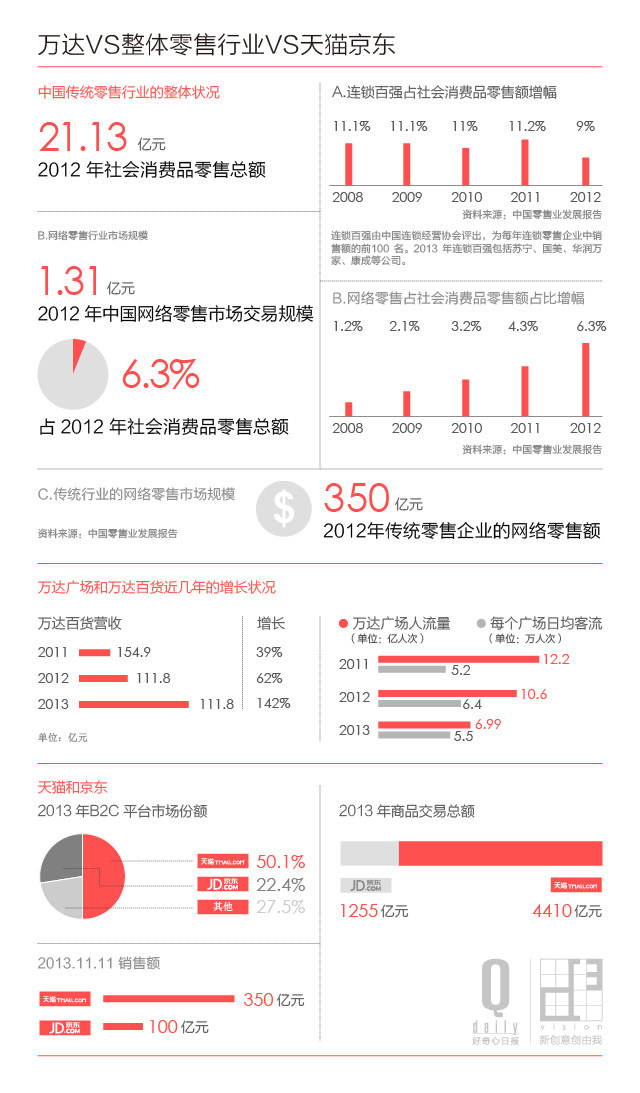 万达VS整体零售行业VS天猫京东
中国传统零售行业的整体状况
21.13 亿元
2012 年社会消费品零售总额
A.连锁百强占社会消费品零售额增幅
11.1% 11.1% 11% 11.2% 9%
2008 2009 2010 2011 2012
资料来源：中国零售业发展报告
连锁百强由中国连锁经营协会评出，为每年连锁零售企业中销
售额的前100 名。2013 年连锁百强包括苏宁、国美、华润万
家、康成等公司。
B.网络零售行业市场规模
1.31 亿元
2012 年中国网络零售市场交易规模
6.3%
占 2012 年社会消费品零售总额
B.网络零售占社会消费品零售额占比增幅
1.2% 2.1% 3.2% 4.3% 6.3%
2008 2009 2010 2011 2012
资料来源：中国零售业发展报告
C.传统行业的网络零售市场规模
资料来源：中国零售业发展报告
$
350 亿元
2012年传统零售企业的网络零售额
万达广场和万达百货近几年的增长状况
万达百货营收 增长
2011 154.9 39%
2012 111.8 62%
2013 111.8 142%
单位：亿元
万达广场人流量 每个广场日均客流
（单位：亿人次） （单位：万人次）
2011 12.2
5.2
2012 10.6
6.4
2013 6.99
5.5
天猫和京东
2013 年B2C 平台市场份额
天猫TMALL.COM 50.1%
JD京东.COM 22.4%
其他 27.5%
2013 年商品交易总额
JD京东.COM 天猫TMALL.COM
1255亿元 4410亿元
2013.11.11 销售额
天猫TMALL.COM 350 亿元
JD京东.COM 100 亿元
Q
daily
好奇心日报
vision
新创意创由我